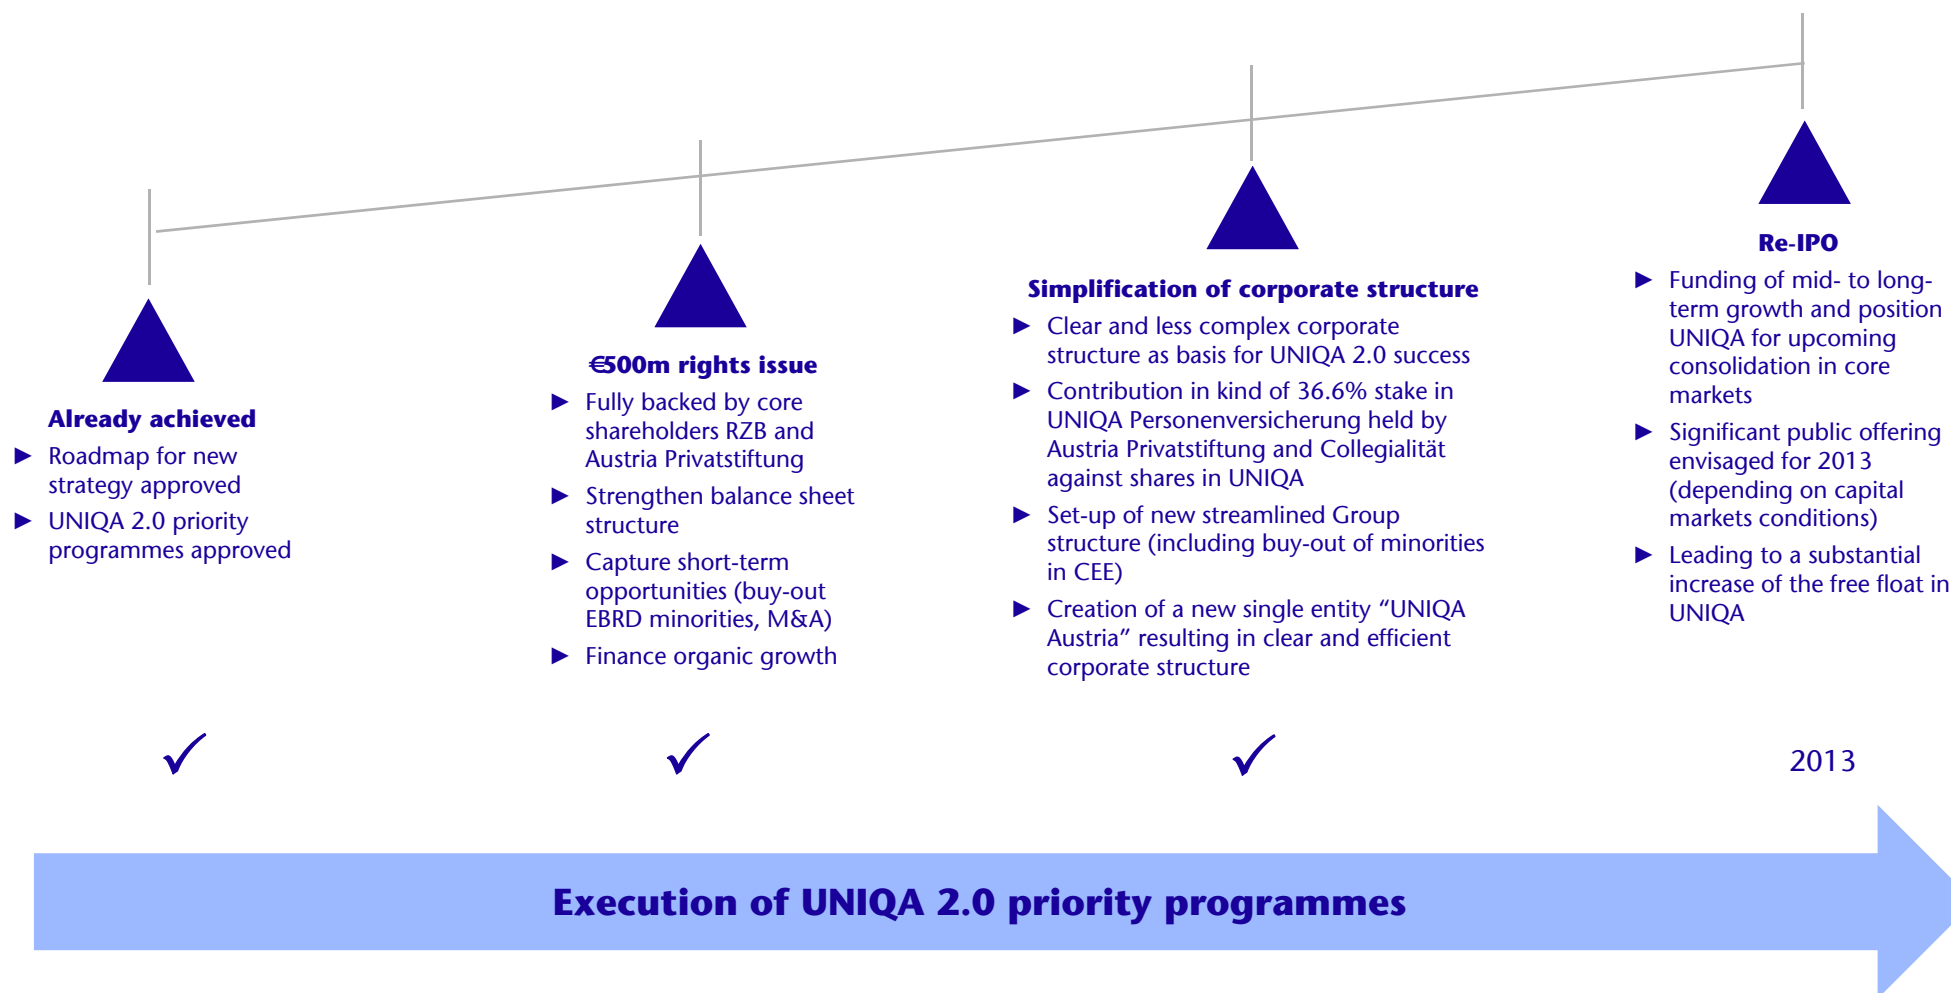 Already achieved
► Roadmap for new
strategy approved
► UNIQA 2.0 priority
programmes approved
€500m rights issue
► Fully backed by core
shareholders RZB and
Austria Privatstiftung
► Strengthen balance sheet
structure
► Capture short-term
opportunities (buy-out
EBRD minorities, M&A)
► Finance organic growth
Simplification of corporate structure
► Clear and less complex corporate
structure as basis for UNIQA 2.0 success
► Contribution in kind of 36.6% stake in
UNIQA Personenversicherung held by
Austria Privatstiftung and Collegialität
against shares in UNIQA
► Set-up of new streamlined Group
structure (including buy-out of minorities
in CEE)
► Creation of a new single entity “UNIQA
Austria” resulting in clear and efficient
corporate structure
Re-IPO
► Funding of mid- to long-
term growth and position
UNIQA for upcoming
consolidation in core
markets
► Significant public offering
envisaged for 2013
(depending on capital
markets conditions)
► Leading to a substantial
increase of the free float in
UNIQA
2013
Execution of UNIQA 2.0 priority programmes